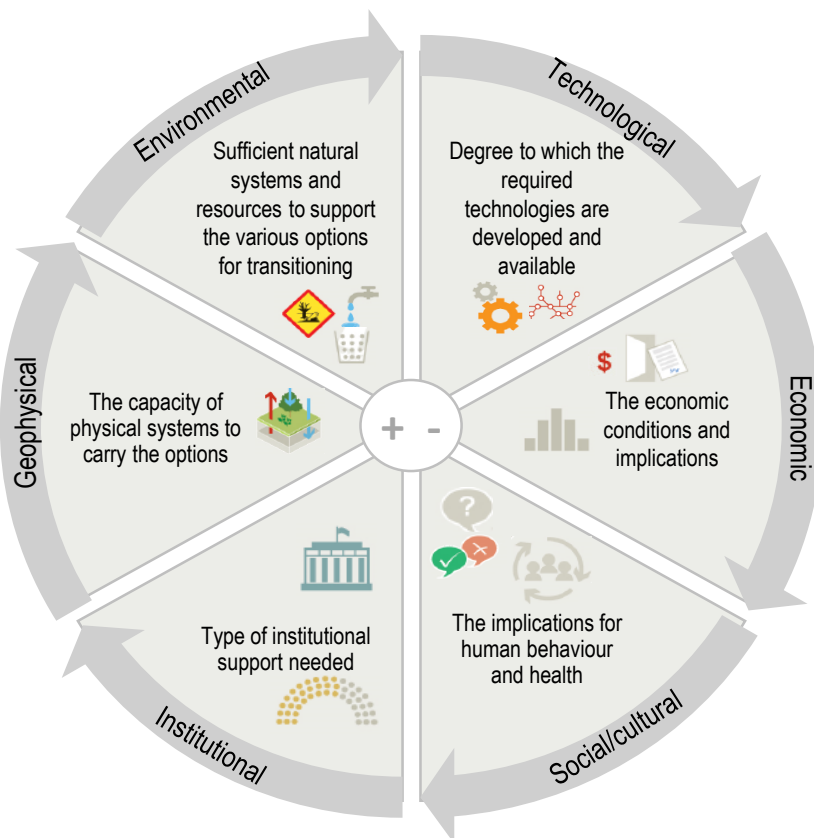 Environmental
Sufficient natural
systems and
resources to support
the various options
for transitioning
Technological
Degree to which the
required
technologies are
developed and
available
Economic
$
The economic
conditions and
implications
Social/cultural
?
The implications for
human behaviour
and health
Institutional
Type of institutional
support needed
Geophysical
The capacity of
physical systems to
carry the options
+ -